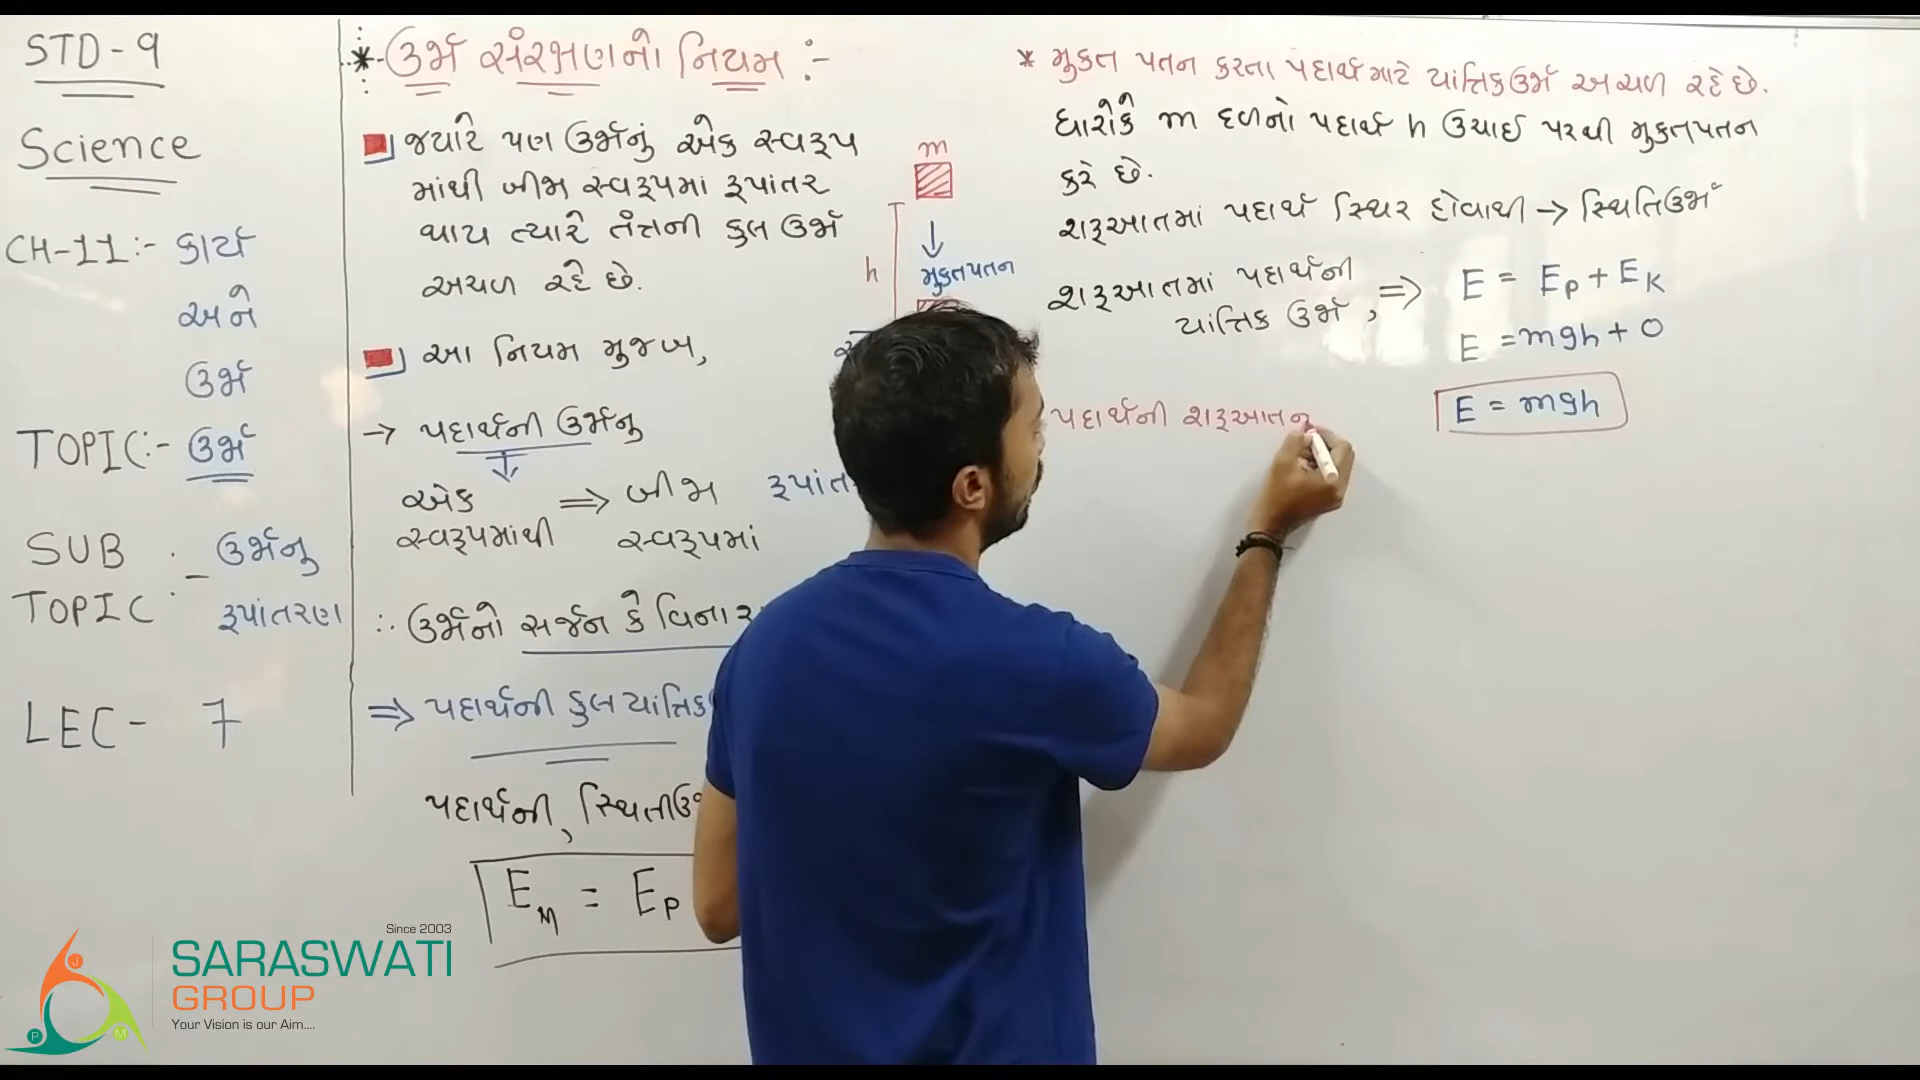 STD-9
Science
CH-11:- કાર્ય
અને
ઉર્જા
TOPIC:- ઉર્જા
SUB :- ઉર્જાનુ
TOPIC રૂપાંતરણ
LEC- 7
* ઉર્જા સંરક્ષણનો નિયમ :-
જ્યારે પણ ઉર્જાનું એક સ્વરૂપ
માંથી બીજા સ્વરૂપમાં રૂપાંતર
થાય ત્યારે તંત્રની કુલ ઉર્જા
અચળ રહે છે.
આ નિયમ મુજબ,
→ પદાર્થની ઉર્જાનુ
એક ⇒ બીજા
સ્વરૂપમાંથી સ્વરૂપમાં
∴ ઉર્જાનો સર્જન કે
⇒ પદાર્થની કુલ યાંત્રિક
પદાર્થની,
E_M = E_P
m
h
મુક્તપતન
* મુક્ત પતન કરતા પદાર્થ માટે યાંત્રિકઉર્જા અચળ રહે છે.
ધારોકે m દળનો પદાર્થ h ઉચાઈ પરથી મુક્તપતન
કરે છે.
શરૂઆતમાં પદાર્થ સ્થિર હોવાથી → સ્થિતિઉર્જા
શરૂઆતમાં પદાર્થની
યાંત્રિક ઉર્જા, ⇒ E = E_P + E_K
E = mgh + 0
E = mgh
પદાર્થની શરૂઆતન
Since 2003
SARASWATI
GROUP
Your Vision is our Aim....
J
P
M